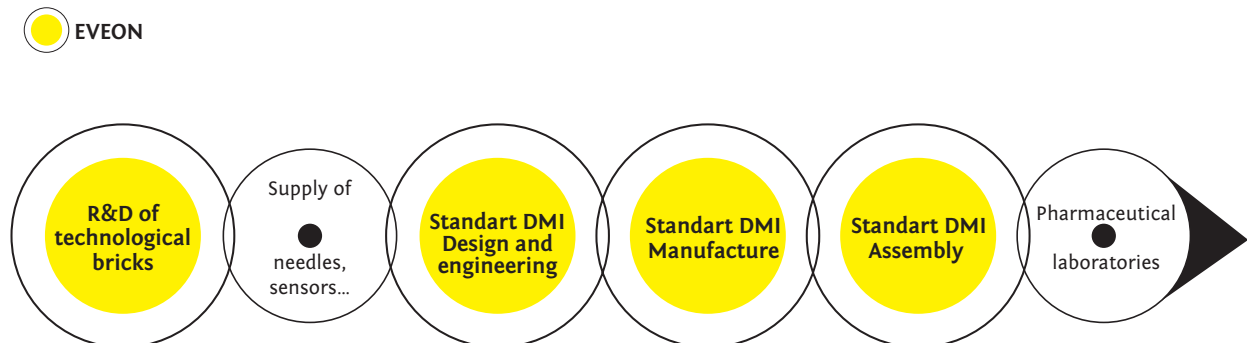 EVEON
R&D of
technological
bricks
Supply of
needles,
sensors...
Standart DMI
Design and
engineering
Standart DMI
Manufacture
Standart DMI
Assembly
Pharmaceutical
laboratories